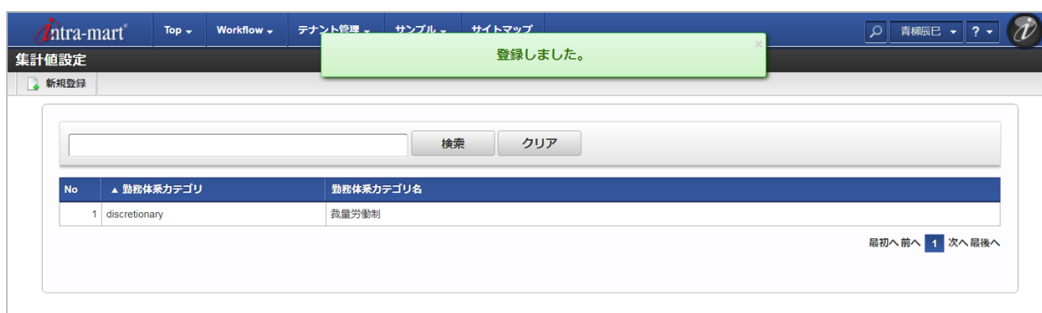 intra-mart® Top Workflow テナント管理 サンプル サイトマップ 青柳辰巳 ?
登録しました。 ×
集計値設定
新規登録
検索 クリア
No ▲ 勤務体系カテゴリ 勤務体系カテゴリ名
1 discretionary 裁量労働制
最初へ 前へ 1 次へ 最後へ